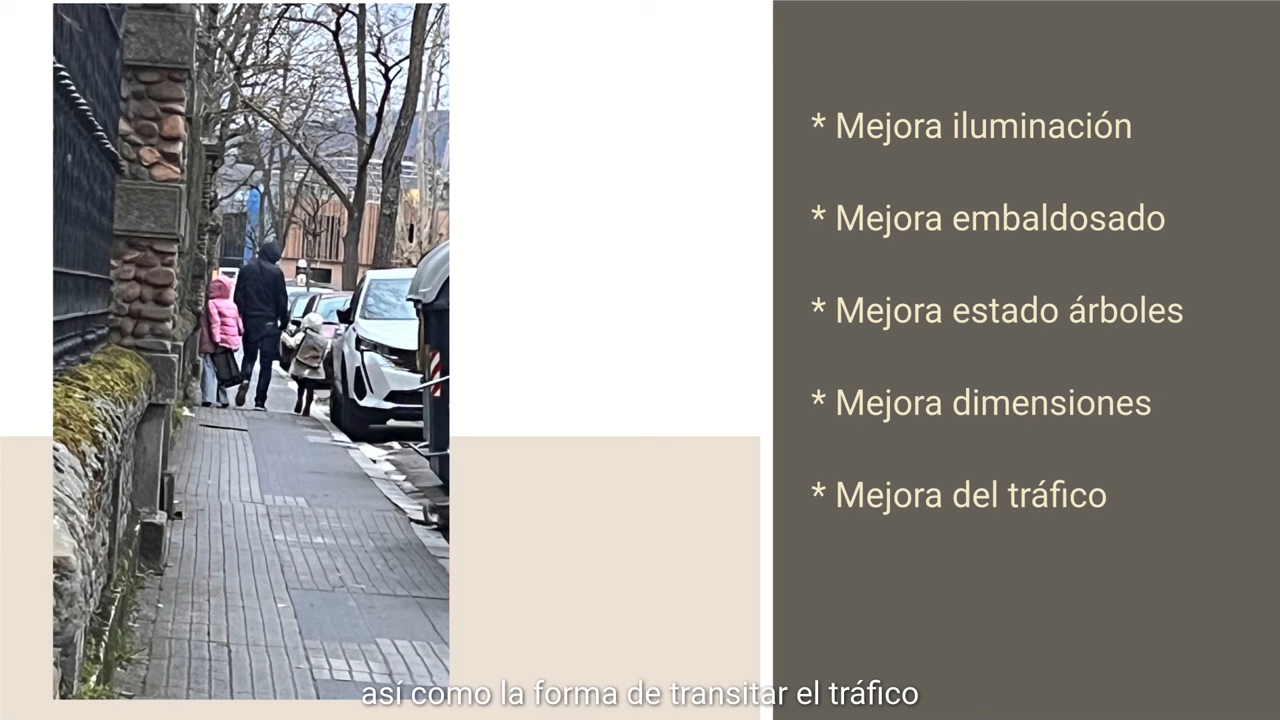 * Mejora iluminación
* Mejora embaldosado
* Mejora estado árboles
* Mejora dimensiones
* Mejora del tráfico
así como la forma de transitar el tráfico